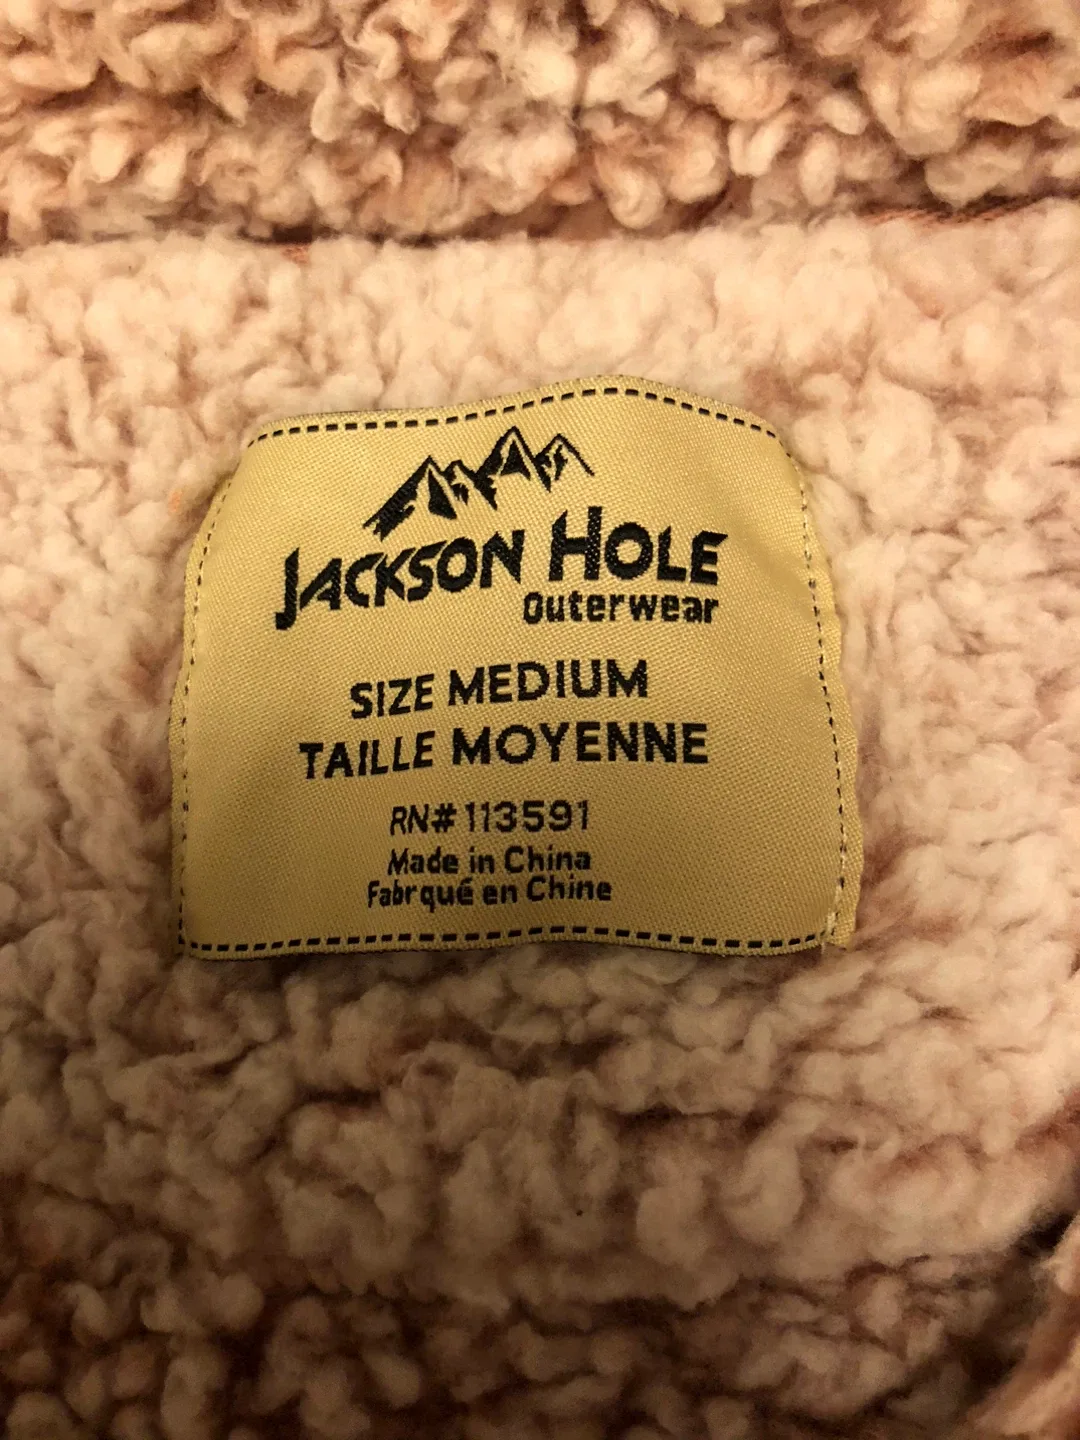 JACKSON HOLE
Outerwear
SIZE MEDIUM
TAILLE MOYENNE
RN# 113591
Made in China
Fabrqué en Chine